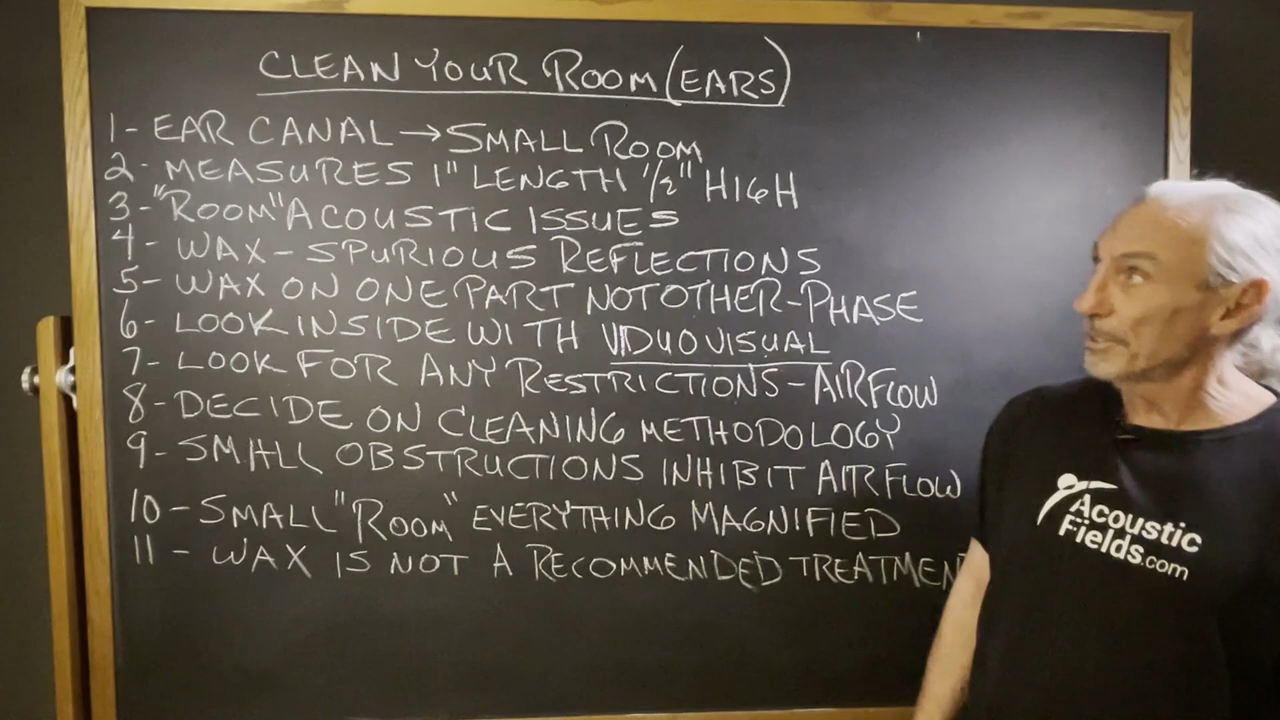 CLEAN YOUR ROOM (EARS)
1- EAR CANAL → SMALL ROOM
2- MEASURES 1" LENGTH 1/2" HIGH
3- "ROOM" ACOUSTIC ISSUES
4- WAX - SPURIOUS REFLECTIONS
5- WAX ON ONE PART NOT OTHER - PHASE
6- LOOK INSIDE WITH VIDUOVISUAL
7- LOOK FOR ANY RESTRICTIONS - AIRFLOW
8- DECIDE ON CLEANING METHODOLOGY
9- SMALL OBSTRUCTIONS INHIBIT AIRFLOW
10- SMALL "ROOM" EVERYTHING MAGNIFIED
11- WAX IS NOT A RECOMMENDED TREATMEN
Acoustic
Fields.com